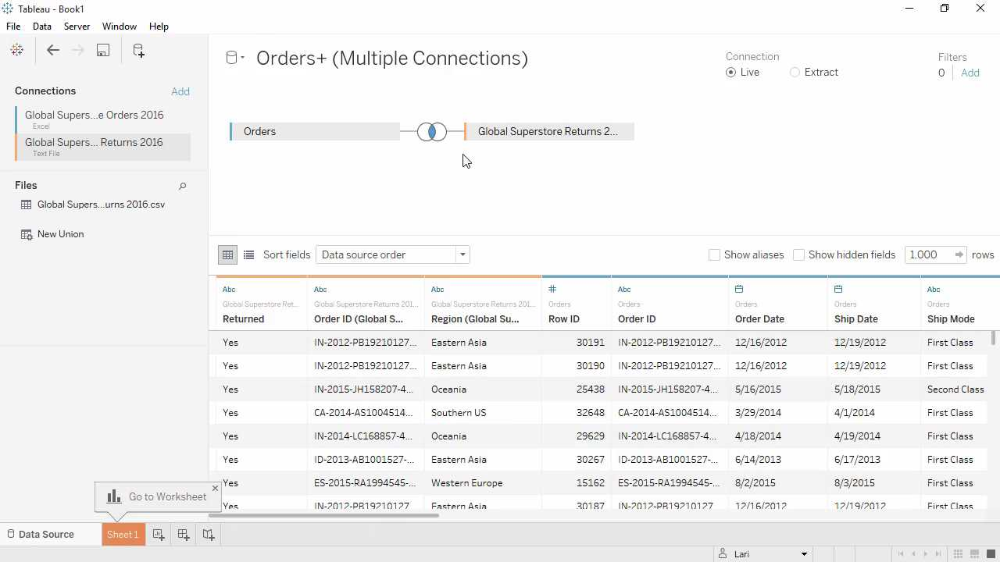 Tableau - Book1
File Data Server Window Help
Connections Add
Global Supers...e Orders 2016
Excel
Global Supers... Returns 2016
Text File
Files
Global Supers...urns 2016.csv
New Union
Orders+ (Multiple Connections)
Connection
Live Extract
Filters
0 Add
Orders
Global Superstore Returns 2...
Sort fields Data source order Show aliases Show hidden fields 1,000 rows
Abc Abc Abc # Abc Abc
Global Superstore Ret... Global Superstore Returns 201... Global Superstore Returns 201... Orders Orders Orders Orders Orders
Returned Order ID (Global S... Region (Global Su... Row ID Order ID Order Date Ship Date Ship Mode
Yes IN-2012-PB19210127... Eastern Asia 30191 IN-2012-PB19210127... 12/16/2012 12/19/2012 First Class
Yes IN-2012-PB19210127... Eastern Asia 30190 IN-2012-PB19210127... 12/16/2012 12/19/2012 First Class
Yes IN-2015-JH158207-4... Oceania 25438 IN-2015-JH158207-4... 5/16/2015 5/18/2015 Second Class
Yes CA-2014-AS1004514... Southern US 32648 CA-2014-AS1004514... 3/29/2014 4/1/2014 First Class
Yes IN-2014-LC168857-4... Oceania 29629 IN-2014-LC168857-4... 4/18/2014 4/19/2014 First Class
Yes ID-2013-AB1001527-... Eastern Asia 30267 ID-2013-AB1001527-... 6/14/2013 6/17/2013 First Class
Yes ES-2015-RA1994545-... Western Europe 15162 ES-2015-RA1994545-... 8/2/2015 8/3/2015 First Class
Yes IN-2012-PB19210127 Eastern Asia 30187 IN-2012-PB19210127 12/16/2012 12/19/2012 First Class
Go to Worksheet
Data Source Sheet 1
Lari